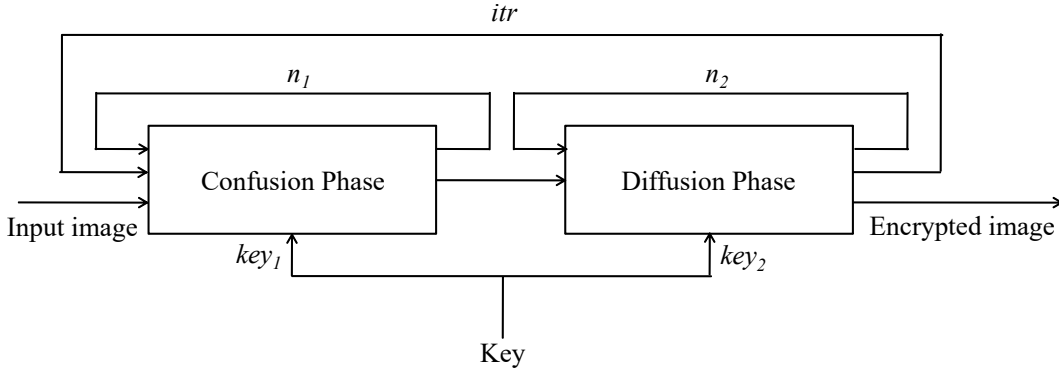 itr
n₁
n₂
Confusion Phase
Diffusion Phase
Input image
Encrypted image
key₁
key₂
Key